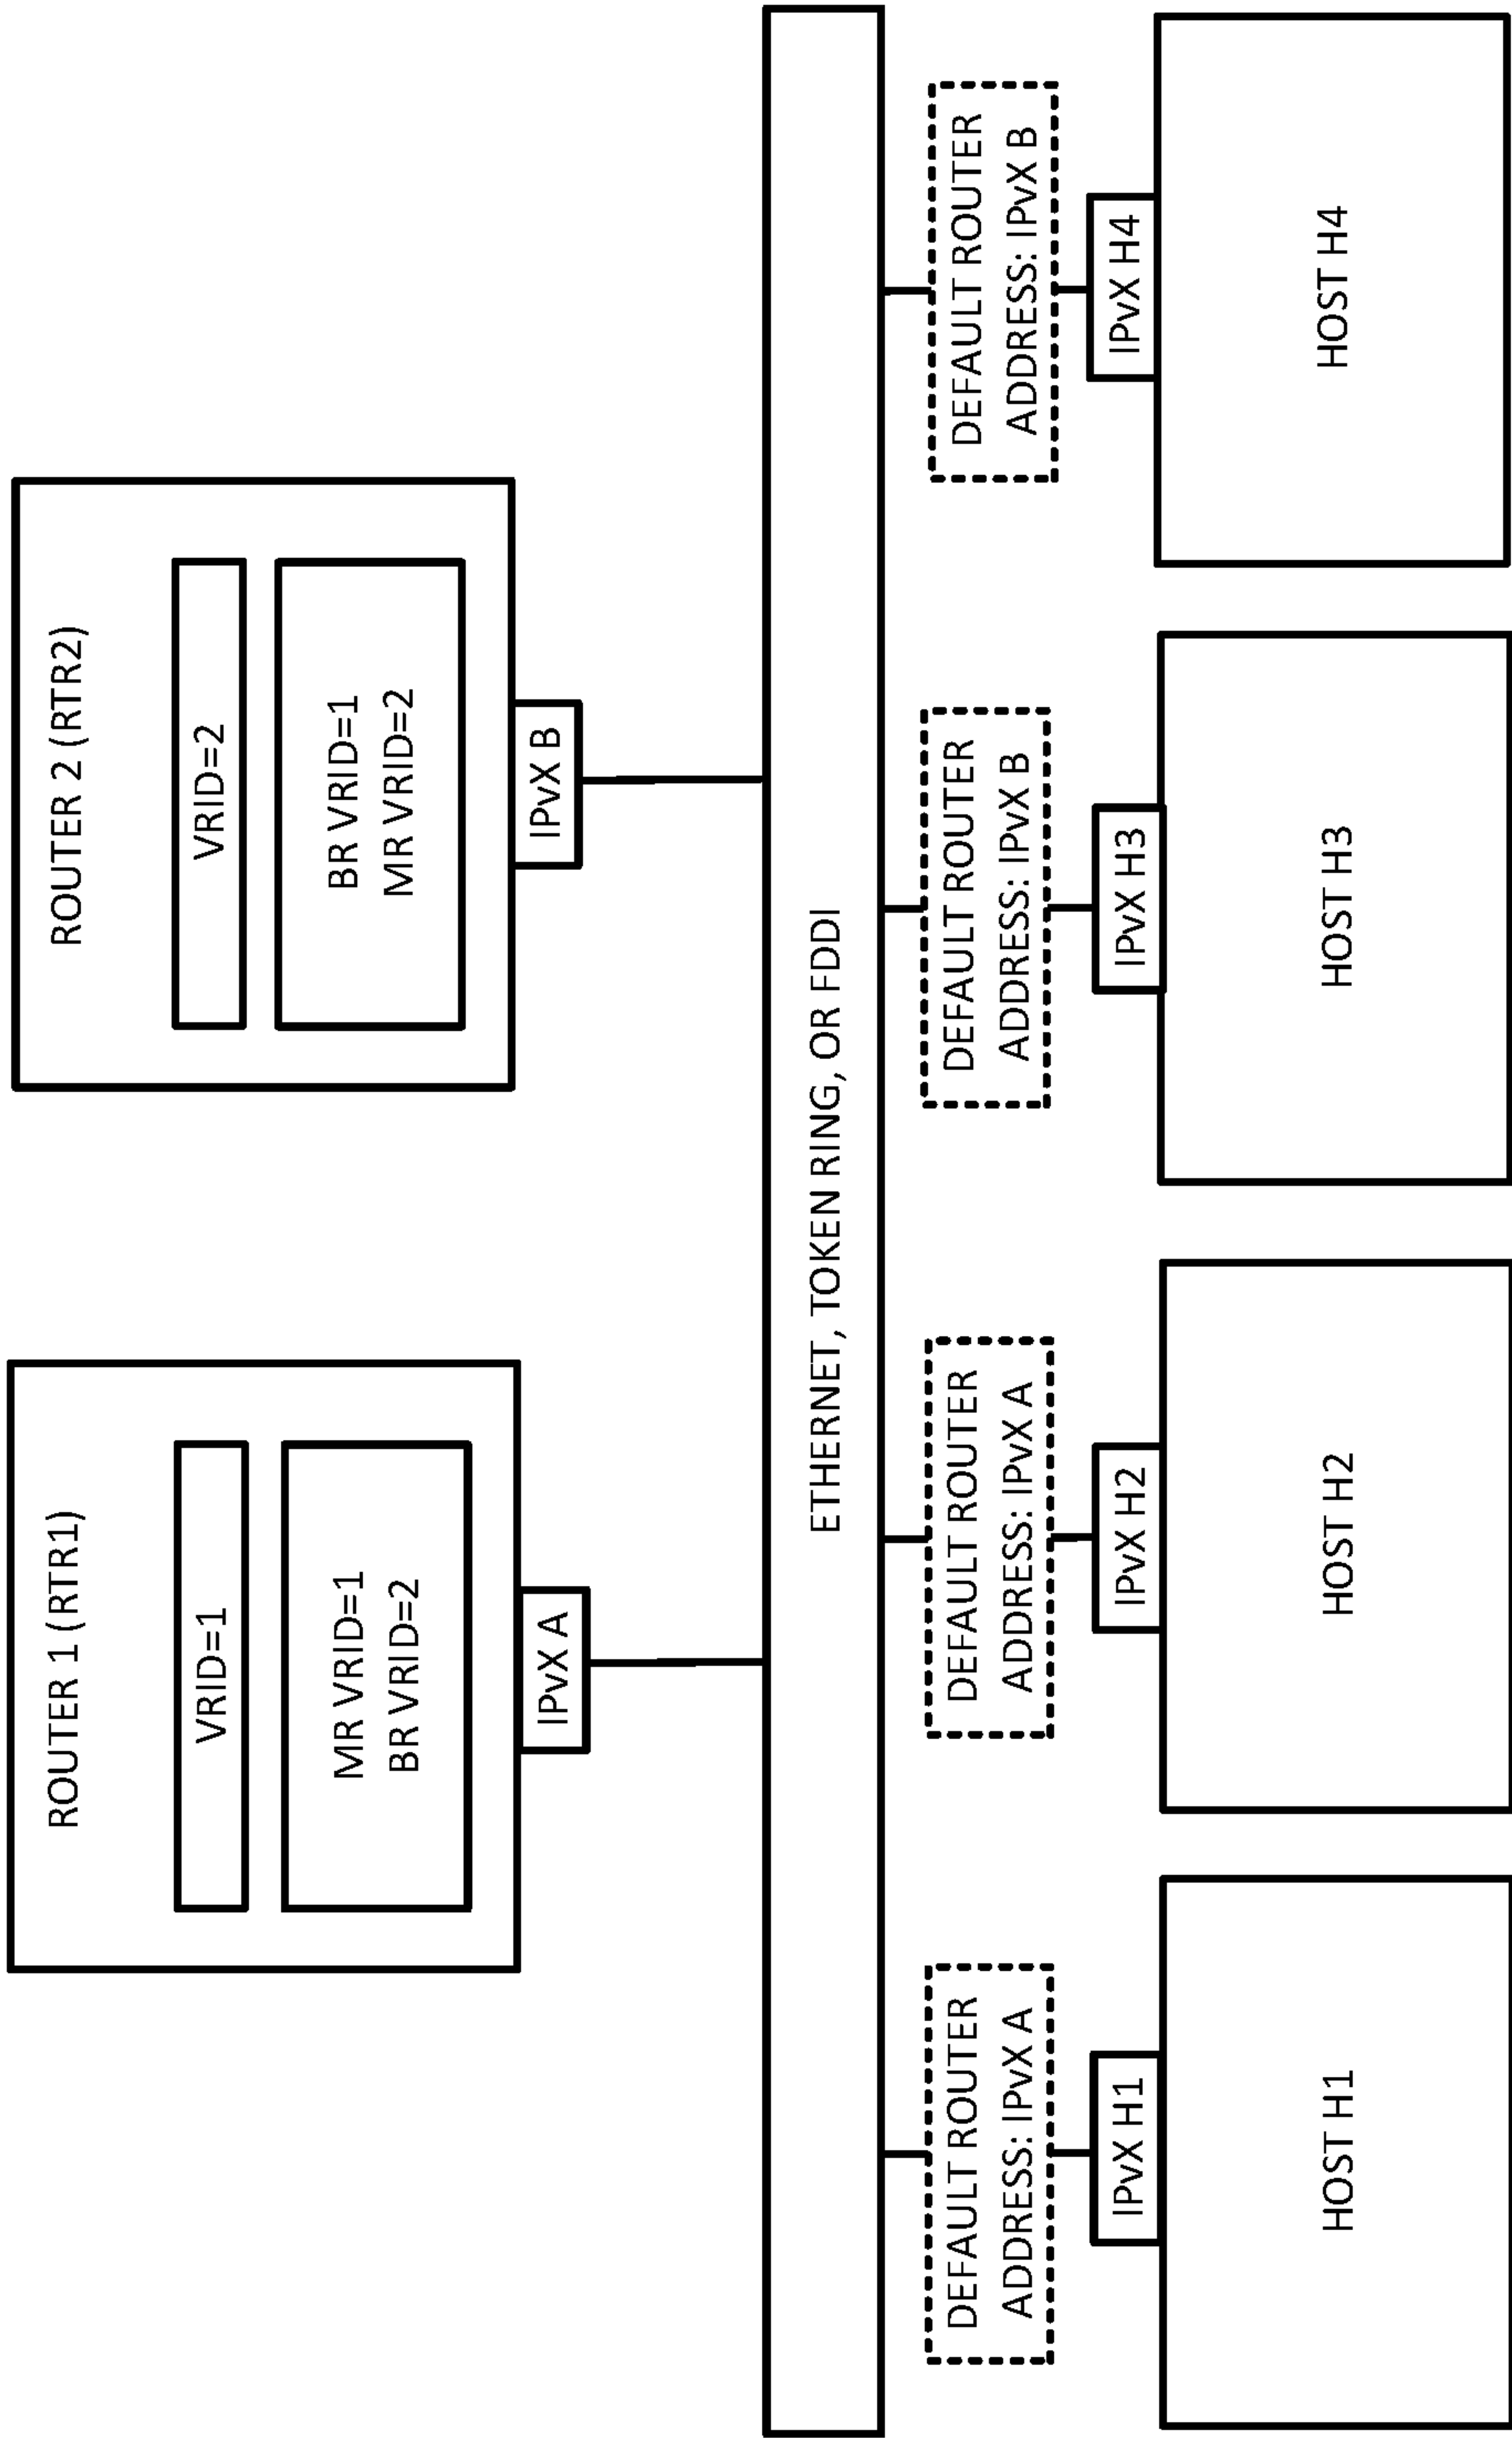 ROUTER 1 (RTR1)
VRID=1
MR VRID=1
BR VRID=2
IPvX A
ROUTER 2 (RTR2)
VRID=2
BR VRID=1
MR VRID=2
IPvX B
ETHERNET, TOKEN RING, OR FDDI
DEFAULT ROUTER
ADDRESS: IPvX A
IPvX H1
HOST H1
DEFAULT ROUTER
ADDRESS: IPvX A
IPvX H2
HOST H2
DEFAULT ROUTER
ADDRESS: IPvX B
IPvX H3
HOST H3
DEFAULT ROUTER
ADDRESS: IPvX B
IPvX H4
HOST H4